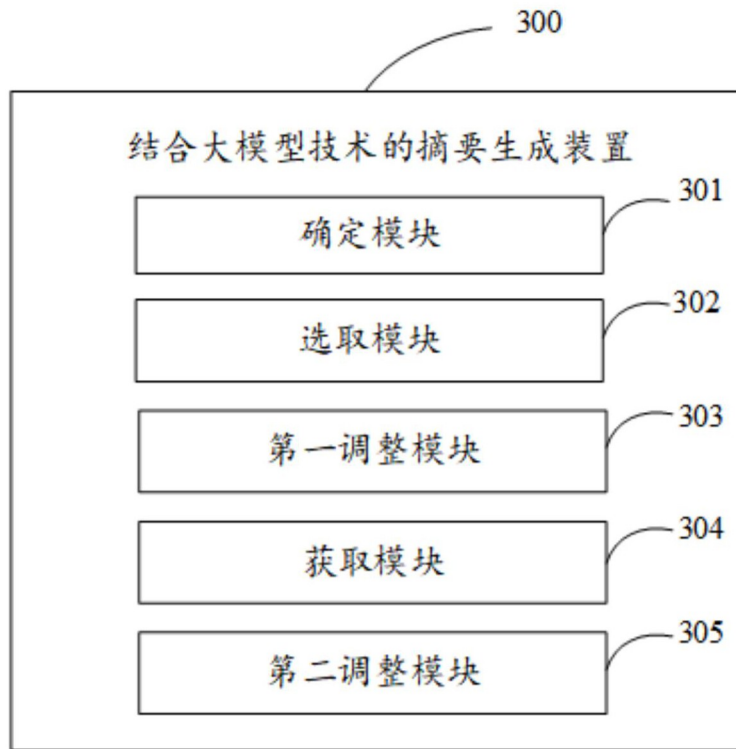 300
结合大模型技术的摘要生成装置
301
确定模块
302
选取模块
303
第一调整模块
304
获取模块
305
第二调整模块